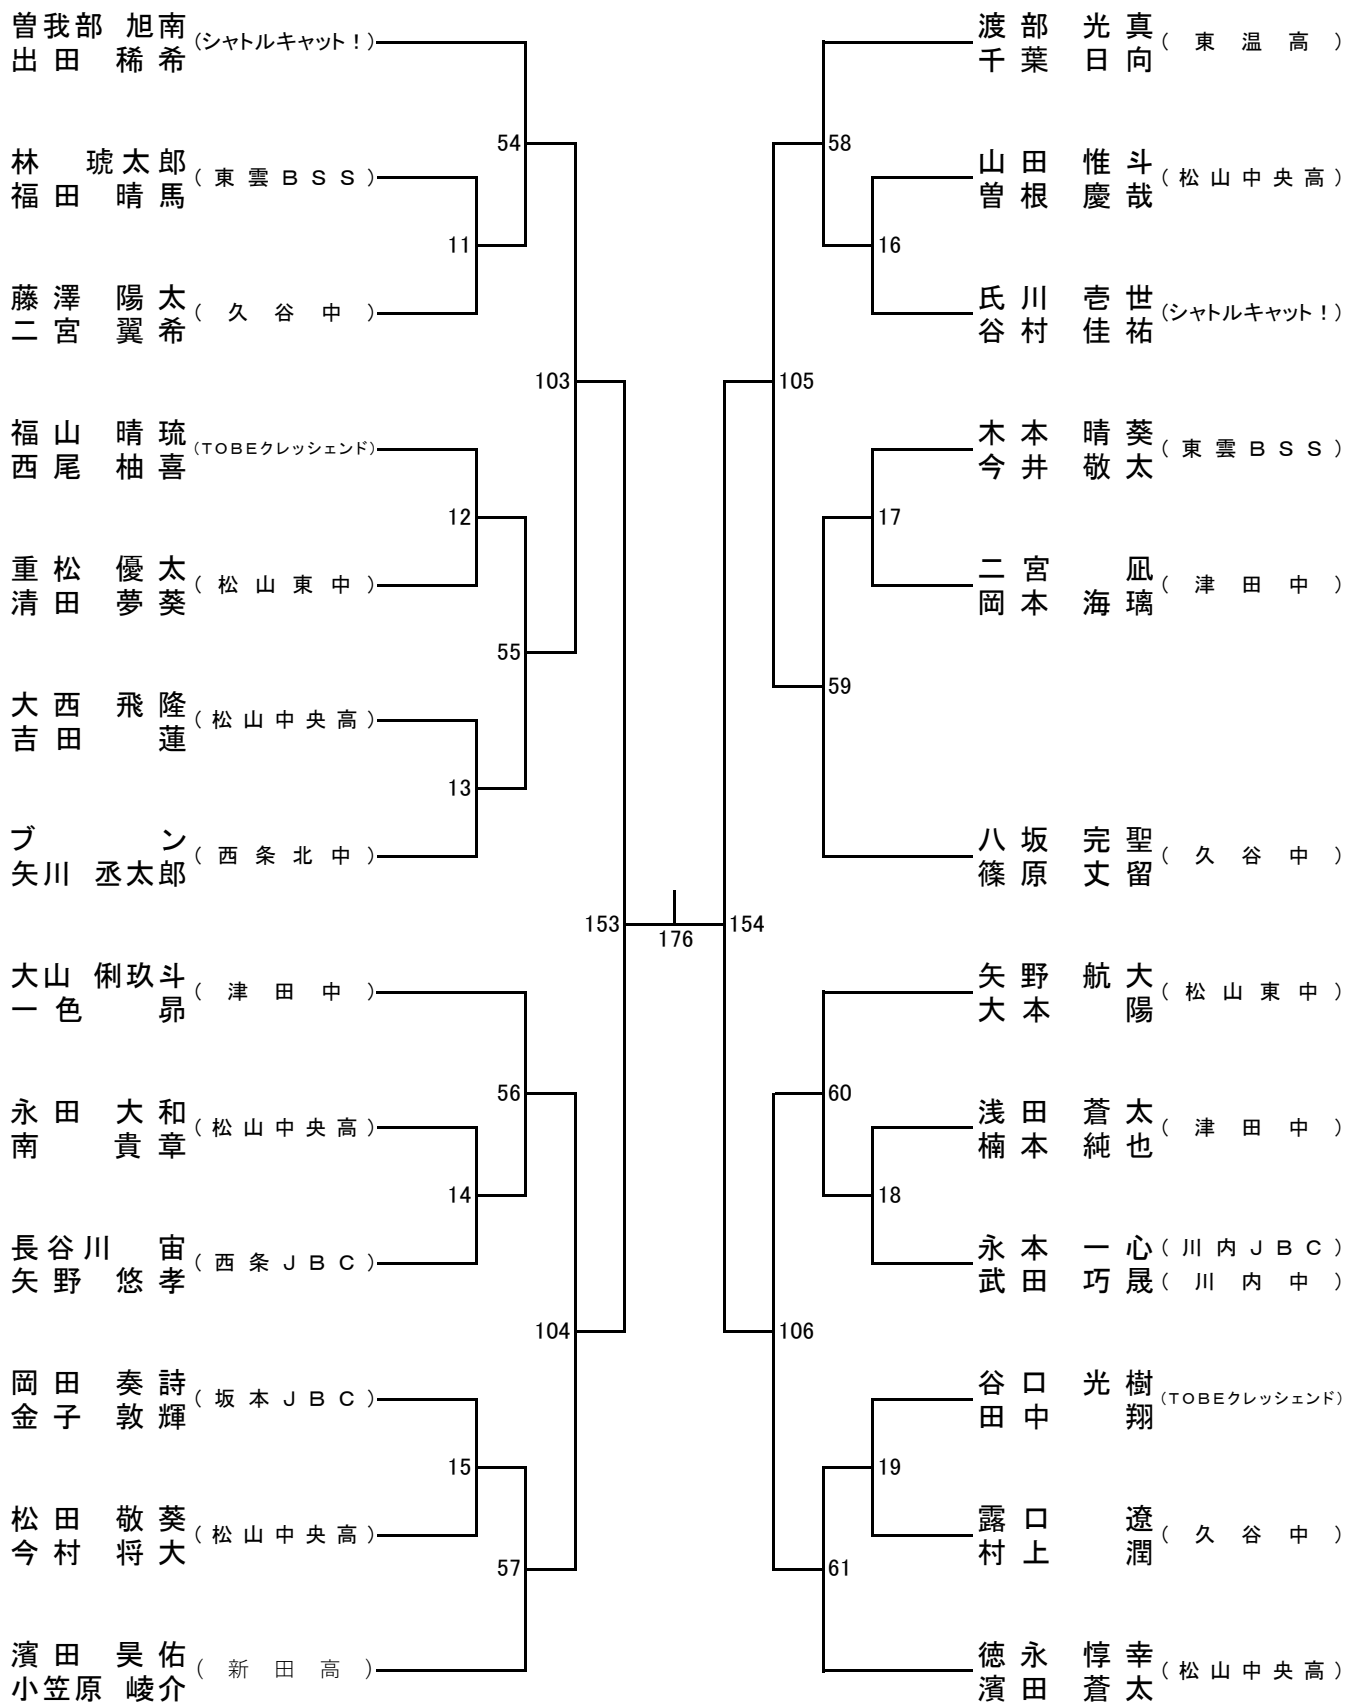 曽我部 旭南
出田 稀希
(シャトルキャット！)
54
林 琥太郎
福田 晴馬
(東雲BSS)
11
藤澤 陽太
二宮 翼希
(久谷中)
103
福山 晴琉
西尾 柚喜
(TOBEクレッシェンド)
12
重松 優太
清田 夢葵
(松山東中)
55
大西 飛隆
吉田 蓮
(松山中央高)
13
ブン
矢川 丞太郎
(西条北中)
153
大山 俐玖斗
一色 昴
(津田中)
56
永田 大和
南 貴章
(松山中央高)
14
長谷川 宙
矢野 悠孝
(西条JBC)
104
岡田 奏詩
金子 敦輝
(坂本JBC)
15
松田 敬葵
今村 将大
(松山中央高)
57
濱田 昊佑
小笠原 崚介
(新田高)
176
渡部 光真
千葉 日向
(東温高)
58
山田 惟斗
曽根 慶哉
(松山中央高)
16
氏川 壱世
谷村 佳祐
(シャトルキャット！)
105
木本 晴葵
今井 敬太
(東雲BSS)
17
二宮 凪
岡本 海璃
(津田中)
59
八坂 完聖
篠原 丈留
(久谷中)
154
矢野 航大
大本 陽
(松山東中)
60
浅田 蒼太
楠本 純也
(津田中)
18
永本 一心(川内JBC)
武田 巧晟(川内中)
106
谷口 光樹
田中 翔
(TOBEクレッシェンド)
19
露口 遼
村上 潤
(久谷中)
61
徳永 惇幸
濱田 蒼太
(松山中央高)